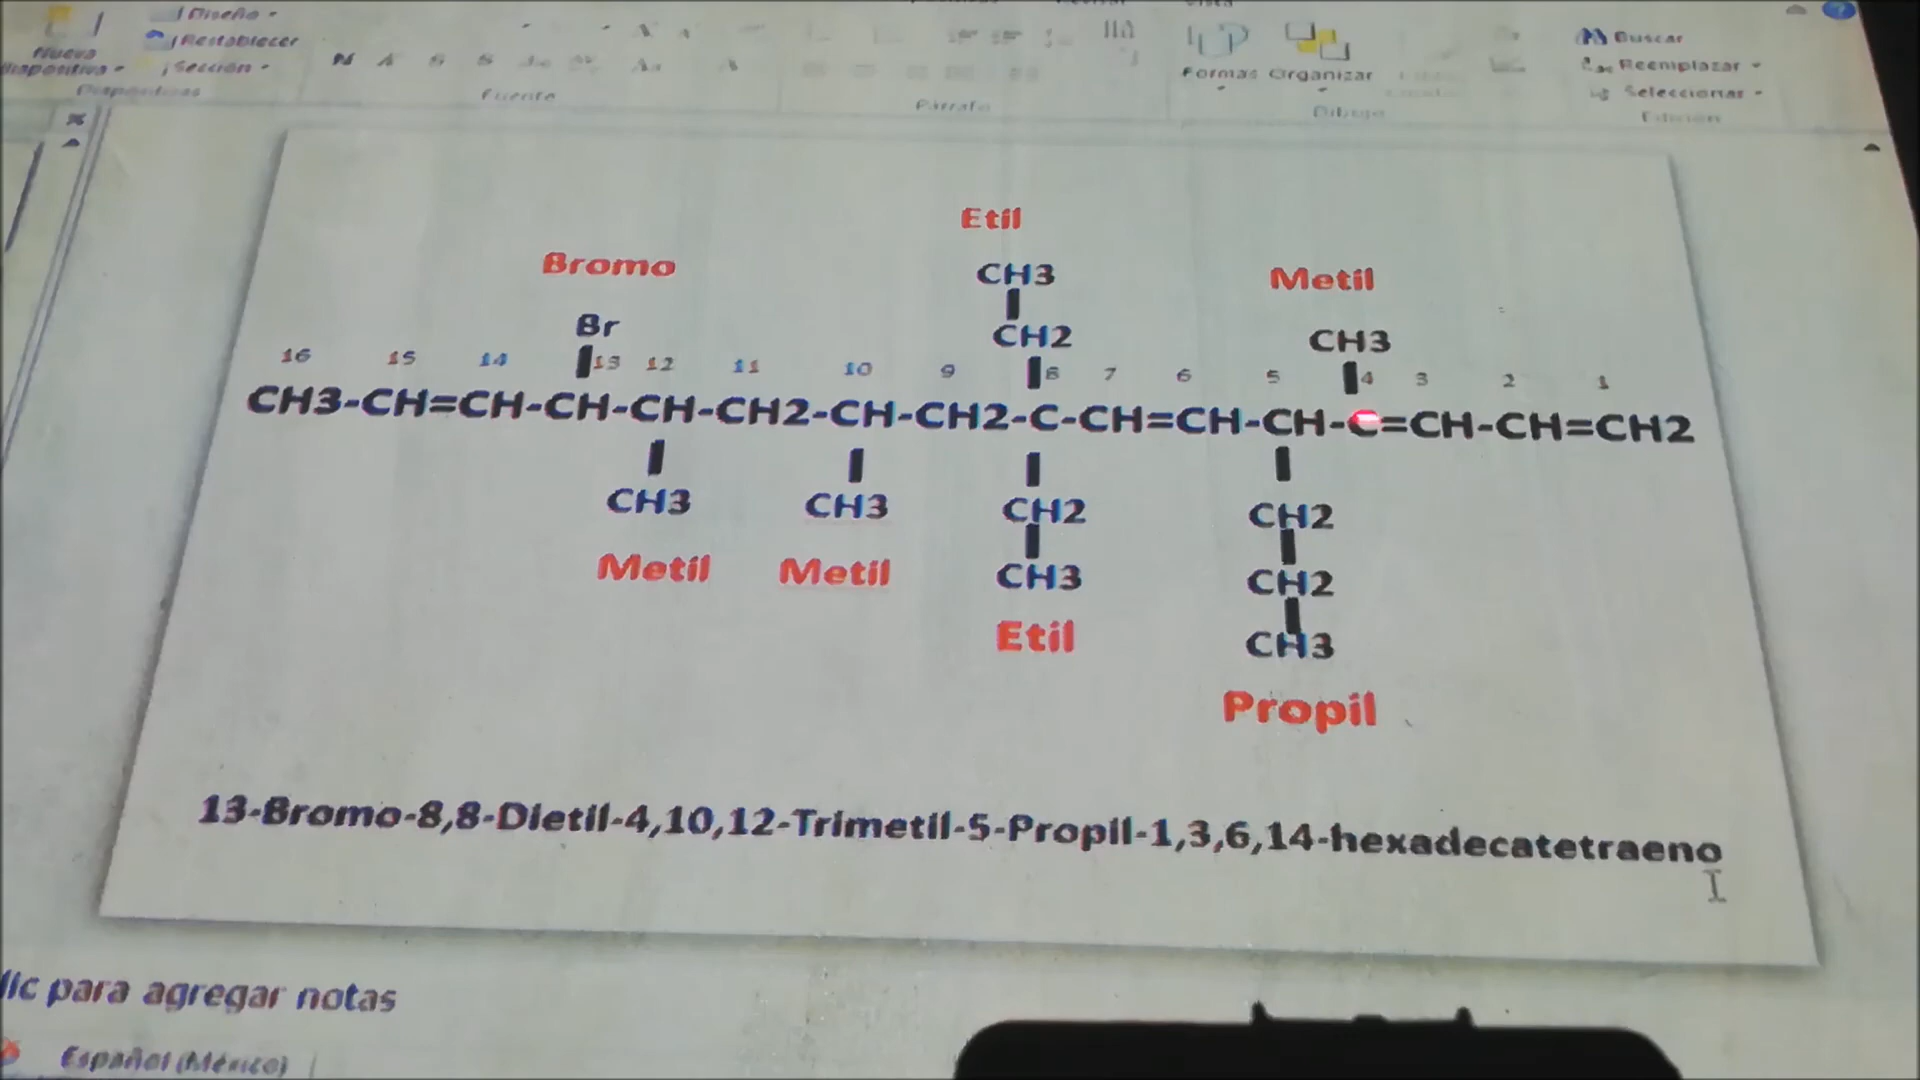 Diseño
Restablecer
Nueva
diapositiva
Sección
Diapositivas
Fuente
Párrafo
Formas Organizar
Dibujo
Buscar
Reemplazar
Seleccionar
Edición
Etil
Bromo
CH3
Metil
Br
CH2
CH3
16 15 14 13 12 11 10 9 8 7 6 5 4 3 2 1
CH3-CH=CH-CH-CH-CH2-CH-CH2-C-CH=CH-CH-C=CH-CH=CH2
CH3 CH3 CH2 CH2
Metil Metil CH3 CH2
Etil CH3
Propil
13-Bromo-8,8-Dietil-4,10,12-Trimetil-5-Propil-1,3,6,14-hexadecatetraeno
lic para agregar notas
Español (México)